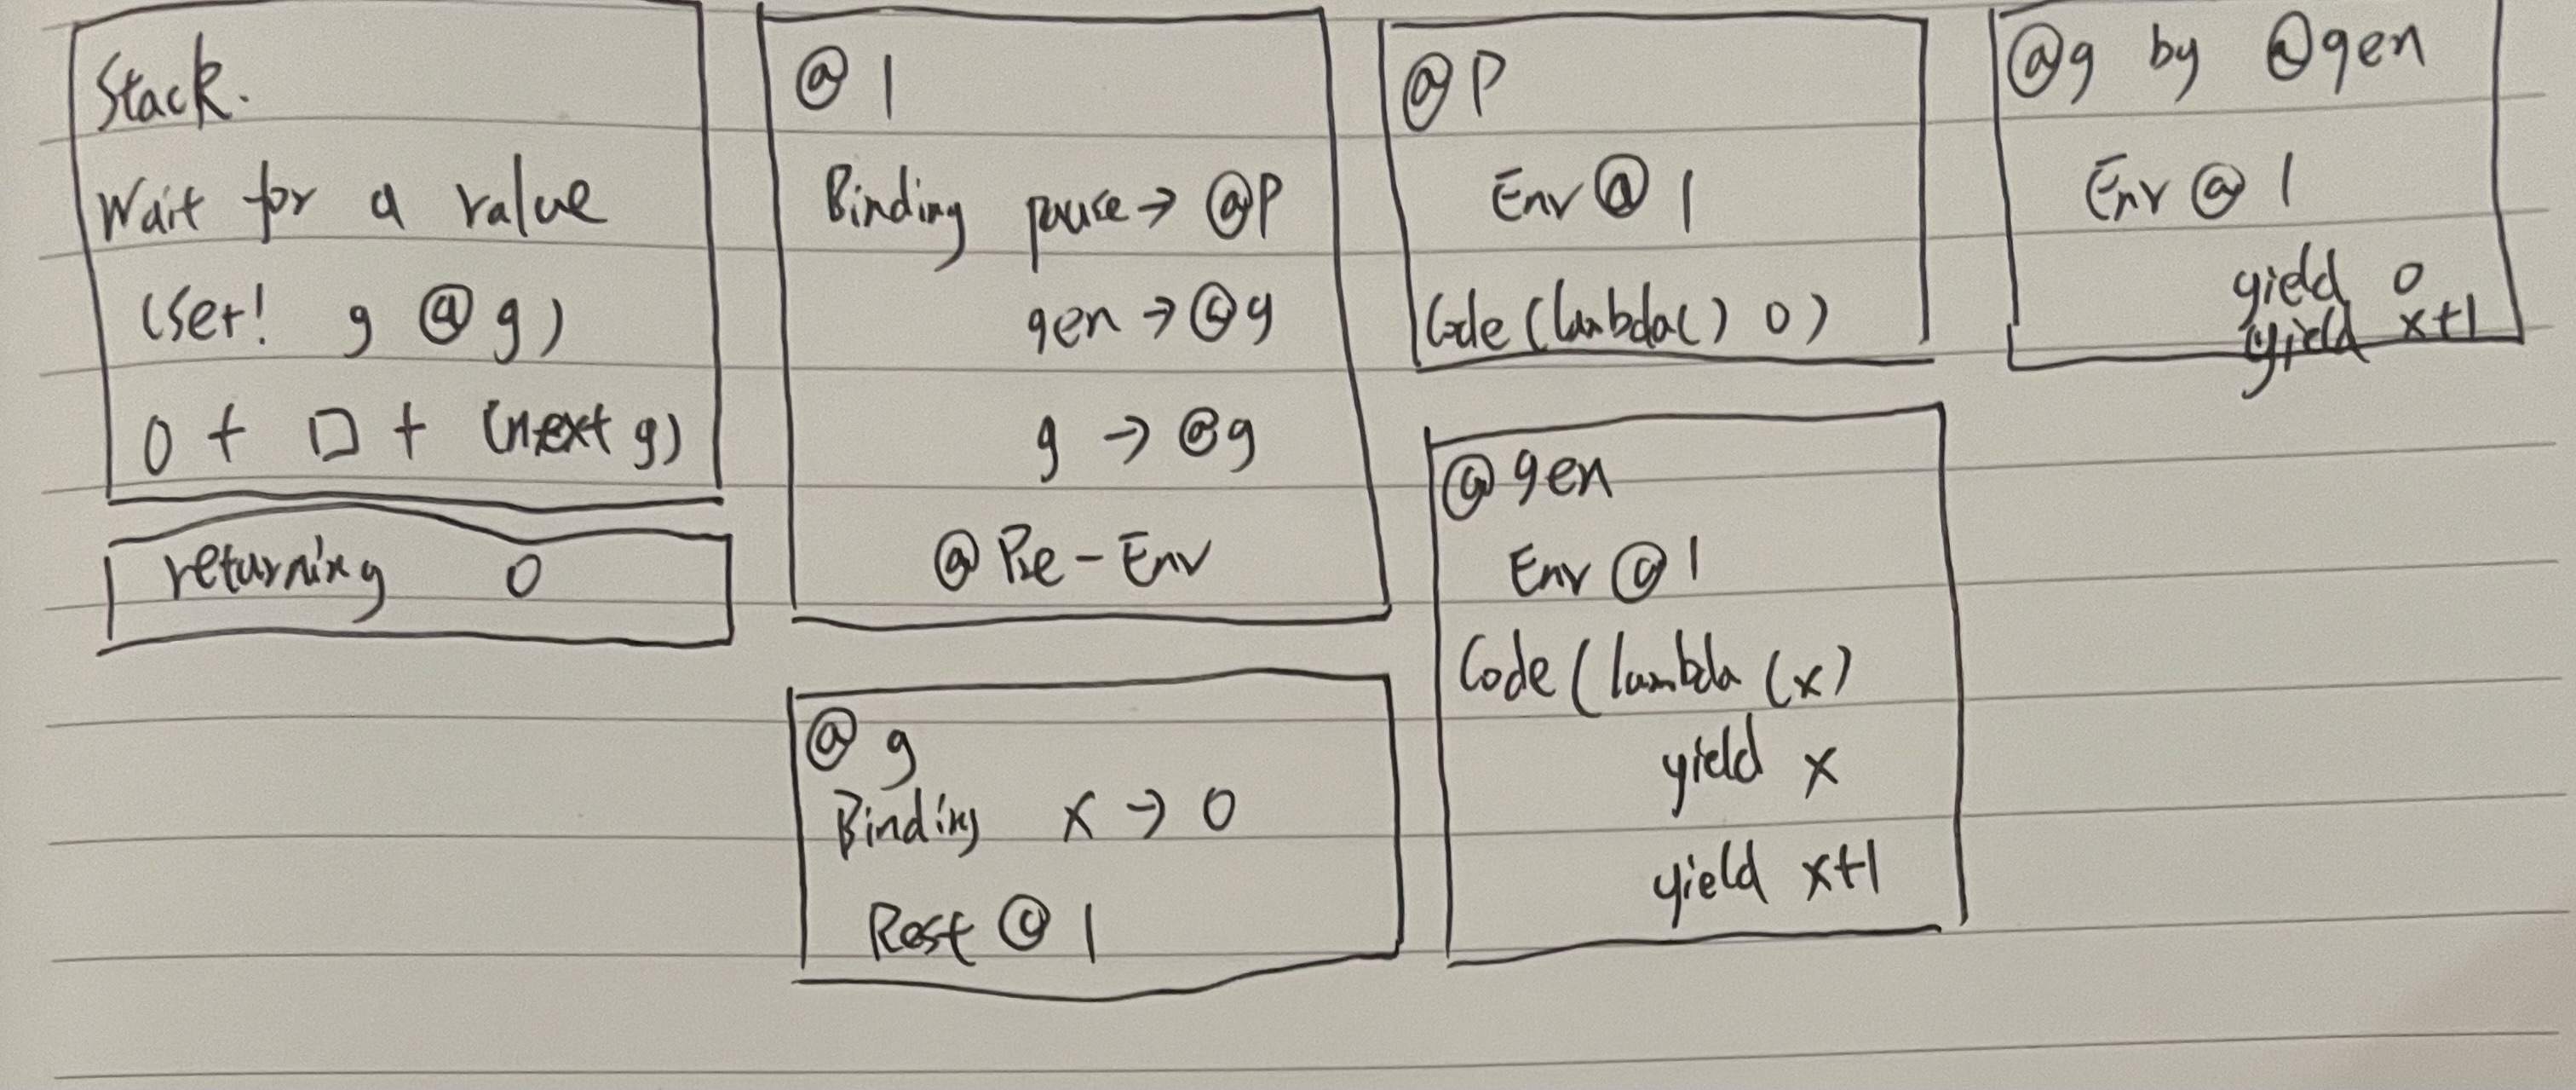 Stack.
Wait for a value
(set! g @g)
0 + □ + (next g)
returning 0
@1
Binding pause → @P
gen → @g
g → @g
@Pre-Env
@g
Binding x → 0
Rest @1
@P
Env @1
Code (lambda () 0)
@gen
Env @1
Code (lambda (x)
yield x
yield x+1
@g by @gen
Env @1
yield 0
yield x+1